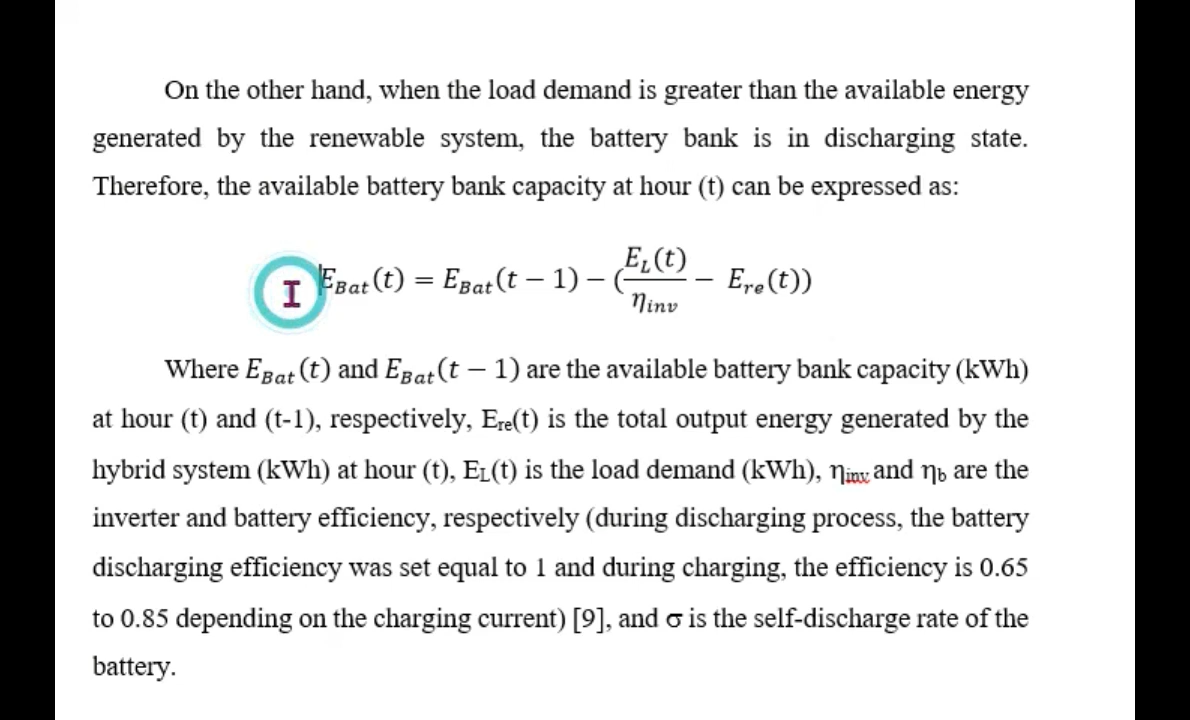 On the other hand, when the load demand is greater than the available energy
generated by the renewable system, the battery bank is in discharging state.
Therefore, the available battery bank capacity at hour (t) can be expressed as:
E_Bat(t) = E_Bat(t − 1) − (E_L(t)/η_inv − E_re(t))
Where E_Bat(t) and E_Bat(t − 1) are the available battery bank capacity (kWh)
at hour (t) and (t-1), respectively, E_re(t) is the total output energy generated by the
hybrid system (kWh) at hour (t), E_L(t) is the load demand (kWh), η_inv and η_b are the
inverter and battery efficiency, respectively (during discharging process, the battery
discharging efficiency was set equal to 1 and during charging, the efficiency is 0.65
to 0.85 depending on the charging current) [9], and σ is the self-discharge rate of the
battery.